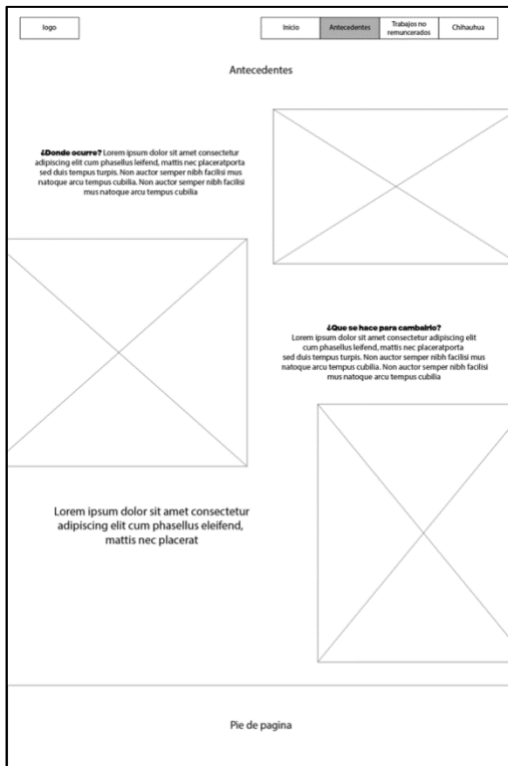 logo
Inicio
Antecedentes
Trabajos no
remuncerados
Chihauhua
Antecedentes
¿Donde ocurre? Lorem ipsum dolor sit amet consectetur
adipiscing elit cum phasellus leifend, mattis nec placeratporta
sed duis tempus turpis. Non auctor semper nibh facilisi mus
natoque arcu tempus cubilia. Non auctor semper nibh facilisi
mus natoque arcu tempus cubilia
¿Que se hace para cambairlo?
Lorem ipsum dolor sit amet consectetur adipiscing elit
cum phasellus leifend, mattis nec placeratporta
sed duis tempus turpis. Non auctor semper nibh facilisi mus
natoque arcu tempus cubilia. Non auctor semper nibh facilisi
mus natoque arcu tempus cubilia
Lorem ipsum dolor sit amet consectetur
adipiscing elit cum phasellus eleifend,
mattis nec placerat
Pie de pagina